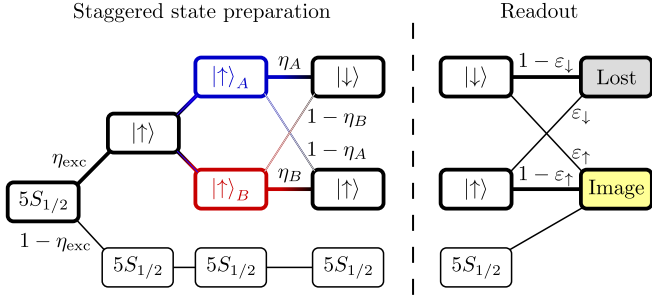 Staggered state preparation
Readout
|↑⟩_A
η_A
|↓⟩
|↓⟩
1 − ε_↓
Lost
|↑⟩
1 − η_B
ε_↓
η_exc
1 − η_A
ε_↑
5S_{1/2}
|↑⟩_B
η_B
|↑⟩
|↑⟩
1 − ε_↑
Image
1 − η_exc
5S_{1/2}
5S_{1/2}
5S_{1/2}
5S_{1/2}